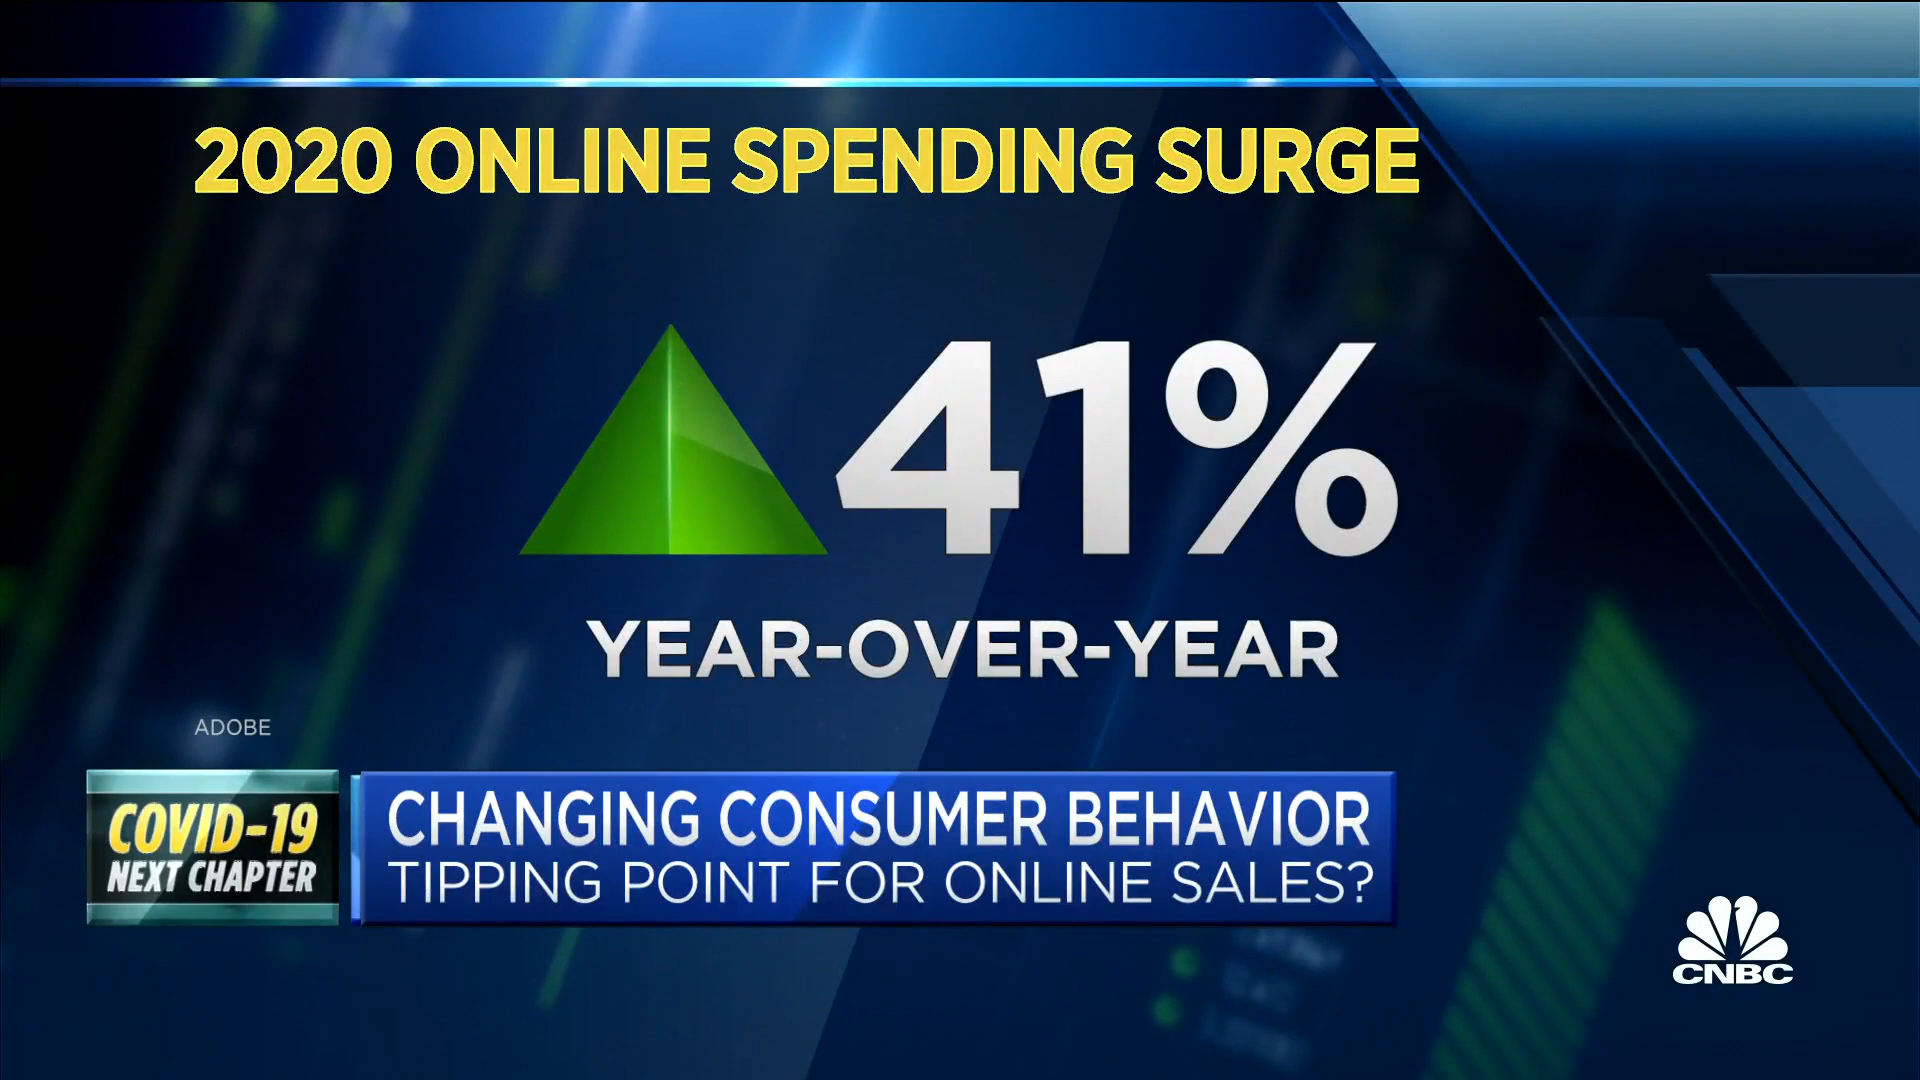 2020 ONLINE SPENDING SURGE
41%
YEAR-OVER-YEAR
ADOBE
COVID-19
NEXT CHAPTER
CHANGING CONSUMER BEHAVIOR
TIPPING POINT FOR ONLINE SALES?
CNBC